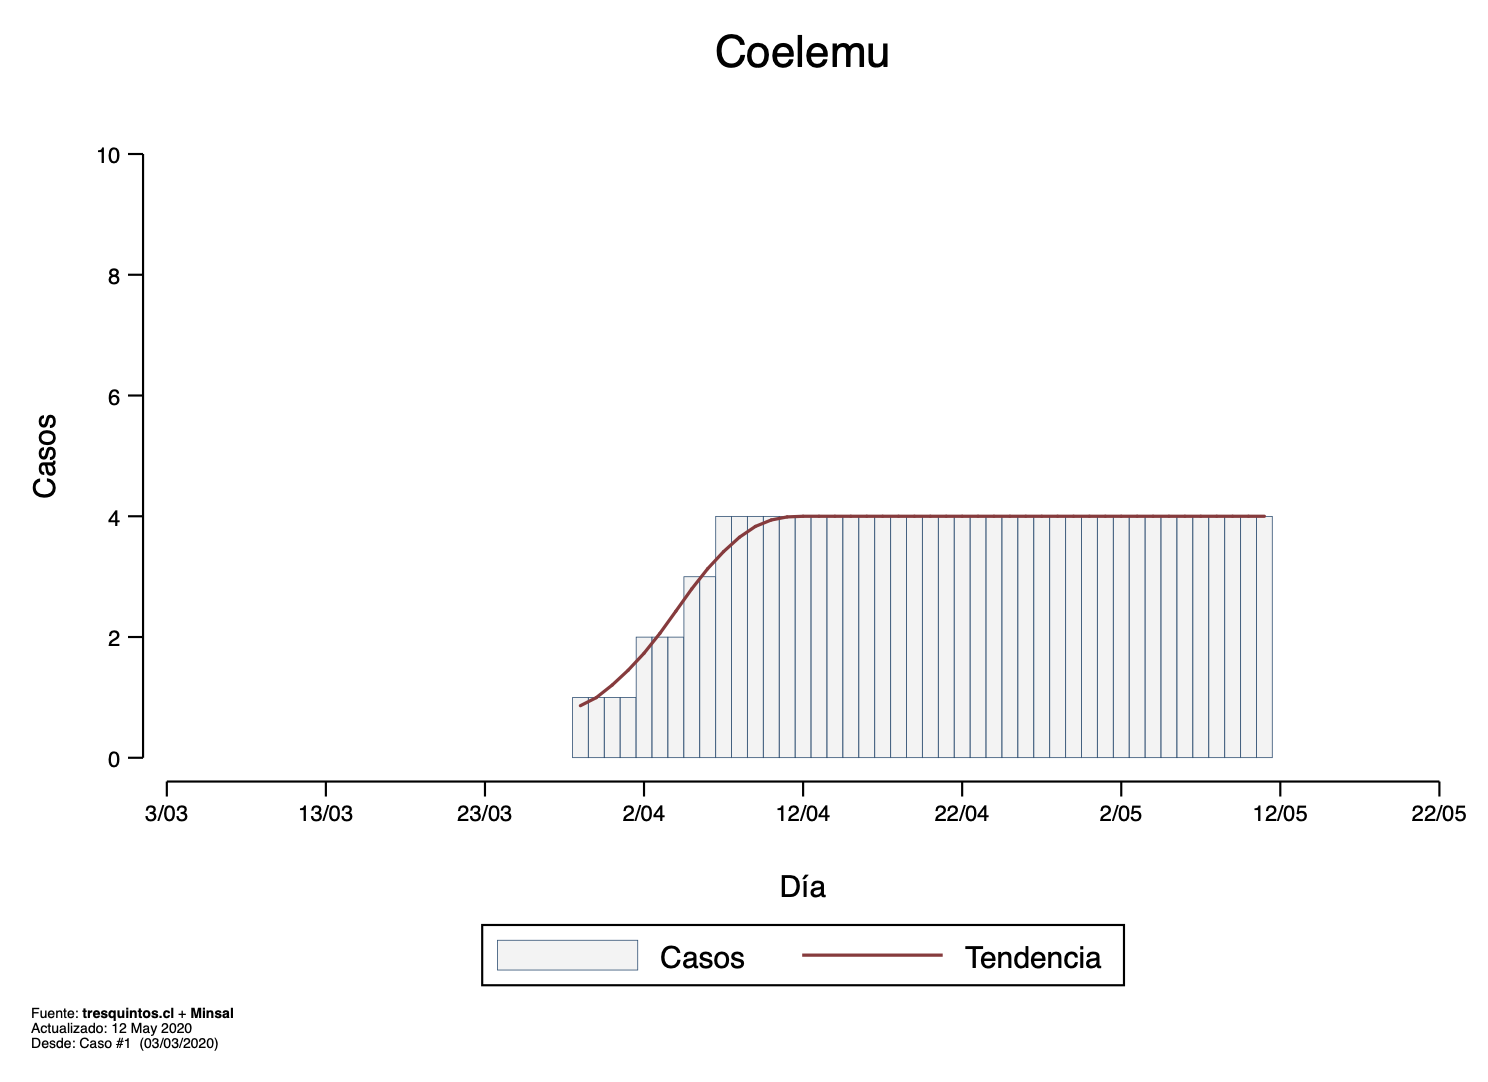 Coelemu
10
8
6
4
2
0
Casos
3/03 13/03 23/03 2/04 12/04 22/04 2/05 12/05 22/05
Día
Casos Tendencia
Fuente: tresquintos.cl + Minsal
Actualizado: 12 May 2020
Desde: Caso #1 (03/03/2020)